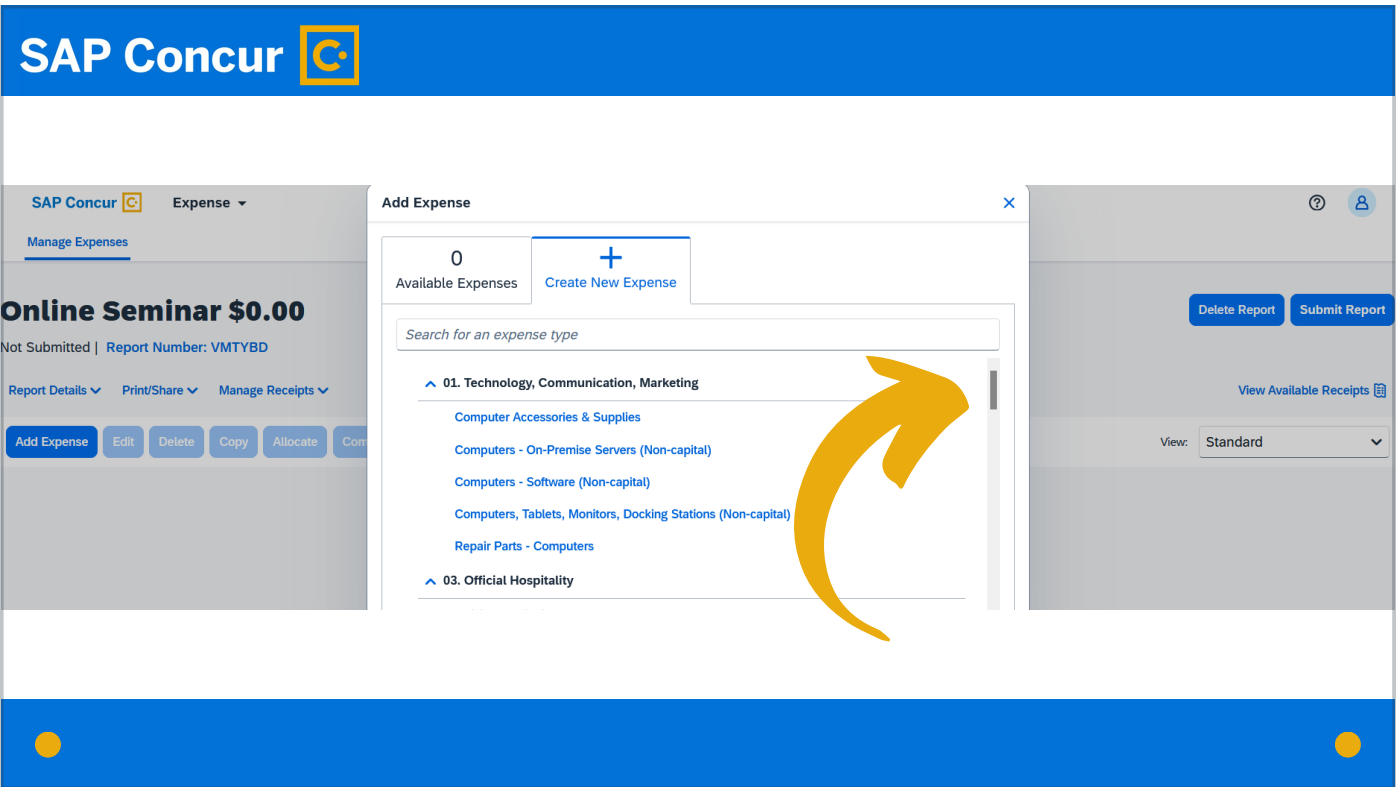 SAP Concur
SAP Concur Expense
Add Expense
Manage Expenses
0
Available Expenses
Create New Expense
Online Seminar $0.00
Delete Report Submit Report
Search for an expense type
Not Submitted | Report Number: VMTYBD
Report Details Print/Share Manage Receipts
View Available Receipts
01. Technology, Communication, Marketing
Computer Accessories & Supplies
Add Expense Edit Delete Copy Allocate
View: Standard
Computers - On-Premise Servers (Non-capital)
Computers - Software (Non-capital)
Computers, Tablets, Monitors, Docking Stations (Non-capital)
Repair Parts - Computers
03. Official Hospitality